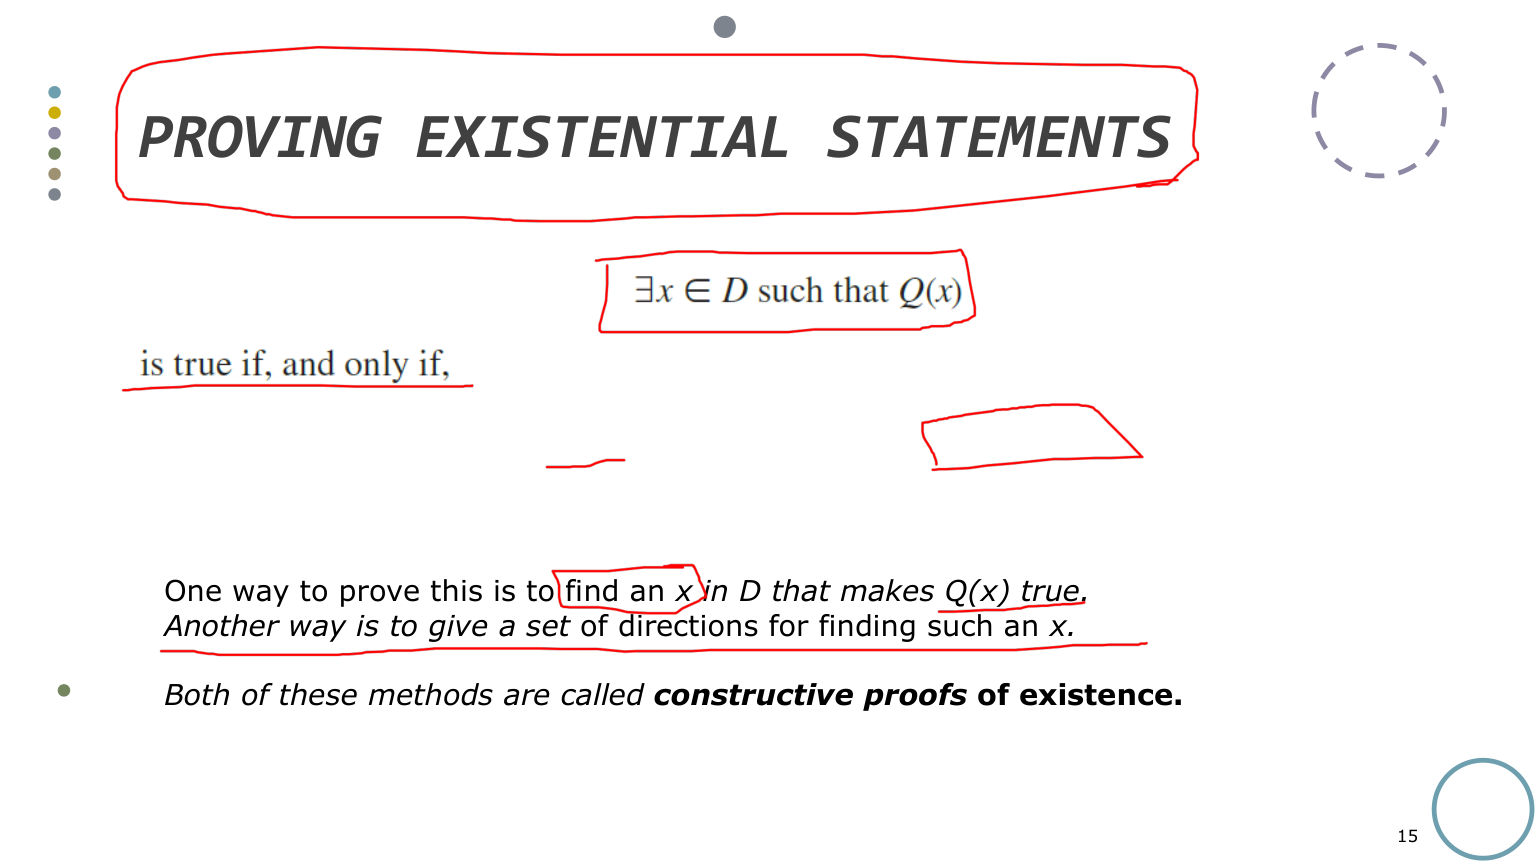 PROVING EXISTENTIAL STATEMENTS
∃x ∈ D such that Q(x)
is true if, and only if,
One way to prove this is to find an x in D that makes Q(x) true.
Another way is to give a set of directions for finding such an x.
Both of these methods are called constructive proofs of existence.
15